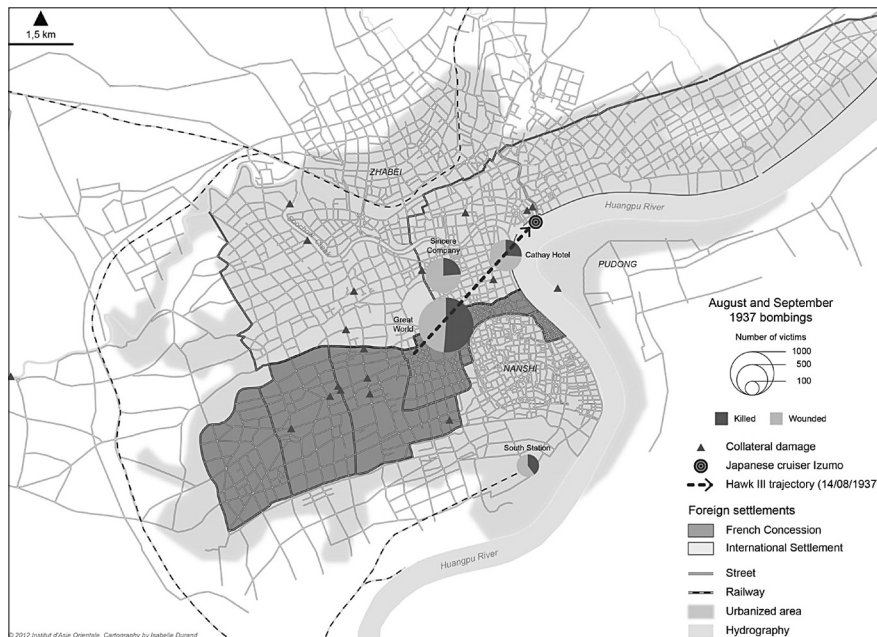 1,5 km
ZHABEI
Huangpu River
Sincere
Company
Cathay Hotel
PUDONG
Great
World
NANSHI
South Station
Huangpu River
August and September
1937 bombings
Number of victims
1000
500
100
Killed
Wounded
Collateral damage
Japanese cruiser Izumo
Hawk III trajectory (14/08/1937
Foreign settlements
French Concession
International Settlement
Street
Railway
Urbanized area
Hydrography
© 2012 Institut d'Asie Orientale. Cartography by Isabelle Durand